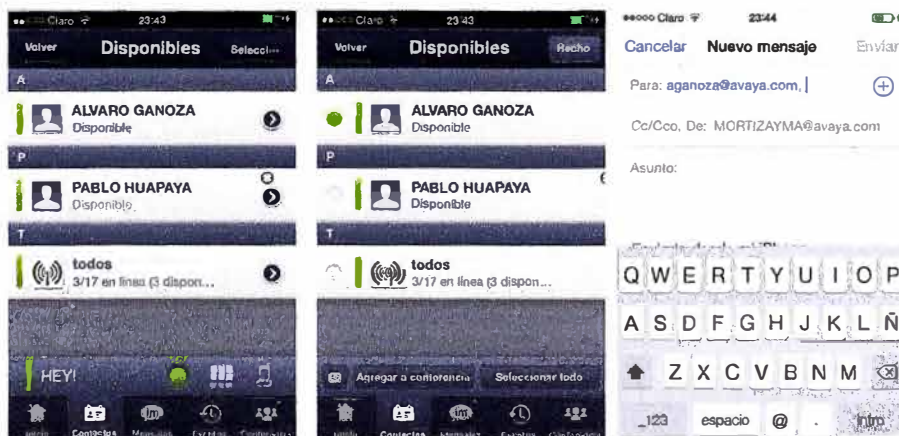 Claro 23:43
Volver Disponibles Selecci...
A
ALVARO GANOZA
Disponible
P
PABLO HUAPAYA
Disponible
T
todos
3/17 en línea (3 dispon...
HEY!
Contactos
Claro 23:43
Volver Disponibles Hecho
A
ALVARO GANOZA
Disponible
P
PABLO HUAPAYA
Disponible
T
todos
3/17 en línea (3 dispon...
Agregar a conferencia Seleccionar todo
Contactos
Claro 23:44
Cancelar Nuevo mensaje Enviar
Para: aganoza@avaya.com,
Cc/Cco, De: MORTIZAYMA@avaya.com
Asunto:
Q W E R T Y U I O P
A S D F G H J K L Ñ
Z X C V B N M
_123 espacio @ . Intro